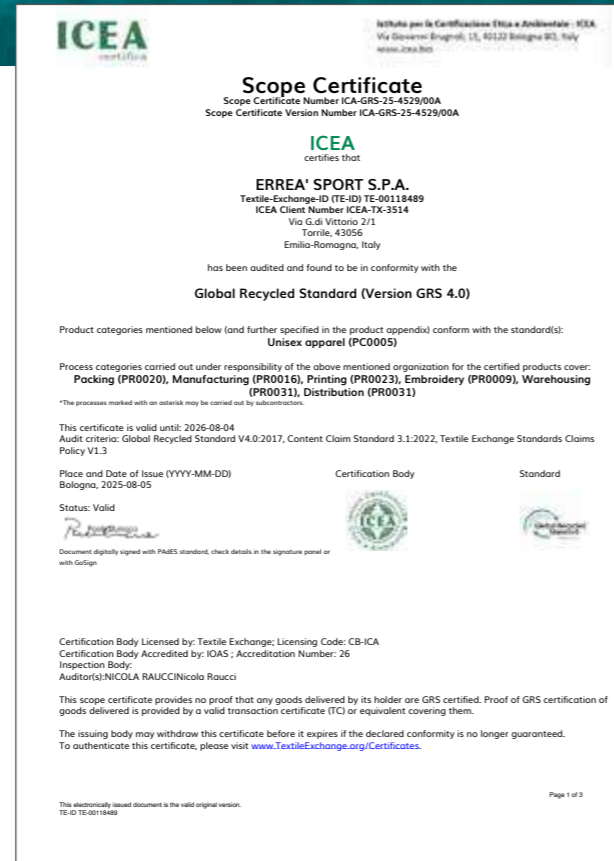 ICEA
certifica
Istituto per la Certificazione Etica e Ambientale - ICEA
Via Giovanni Brugnoli, 15, 40122 Bologna BO, Italy
www.icea.bio
Scope Certificate
Scope Certificate Number ICA-GRS-25-4529/00A
Scope Certificate Version Number ICA-GRS-25-4529/00A
ICEA
certifies that
ERREA' SPORT S.P.A.
Textile-Exchange-ID (TE-ID) TE-00118489
ICEA Client Number ICEA-TX-3514
Via G.di Vittorio 2/1
Torrile, 43056
Emilia-Romagna, Italy
has been audited and found to be in conformity with the
Global Recycled Standard (Version GRS 4.0)
Product categories mentioned below (and further specified in the product appendix) conform with the standard(s):
Unisex apparel (PC0005)
Process categories carried out under responsibility of the above mentioned organization for the certified products cover:
Packing (PR0020), Manufacturing (PR0016), Printing (PR0023), Embroidery (PR0009), Warehousing
(PR0031), Distribution (PR0031)
*The processes marked with an asterisk may be carried out by subcontractors.
This certificate is valid until: 2026-08-04
Audit criteria: Global Recycled Standard V4.0:2017, Content Claim Standard 3.1:2022, Textile Exchange Standards Claims
Policy V1.3
Place and Date of Issue (YYYY-MM-DD)
Bologna, 2025-08-05
Certification Body
Standard
Status: Valid
ICEA
Global Recycled
Standard
Document digitally signed with PAdES standard, check details in the signature panel or
with GoSign
Certification Body Licensed by: Textile Exchange; Licensing Code: CB-ICA
Certification Body Accredited by: IOAS ; Accreditation Number: 26
Inspection Body:
Auditor(s):NICOLA RAUCCINicola Raucci
This scope certificate provides no proof that any goods delivered by its holder are GRS certified. Proof of GRS certification of
goods delivered is provided by a valid transaction certificate (TC) or equivalent covering them.
The issuing body may withdraw this certificate before it expires if the declared conformity is no longer guaranteed.
To authenticate this certificate, please visit www.TextileExchange.org/Certificates.
Page 1 of 3
This electronically issued document is the valid original version.
TE-ID TE-00118489